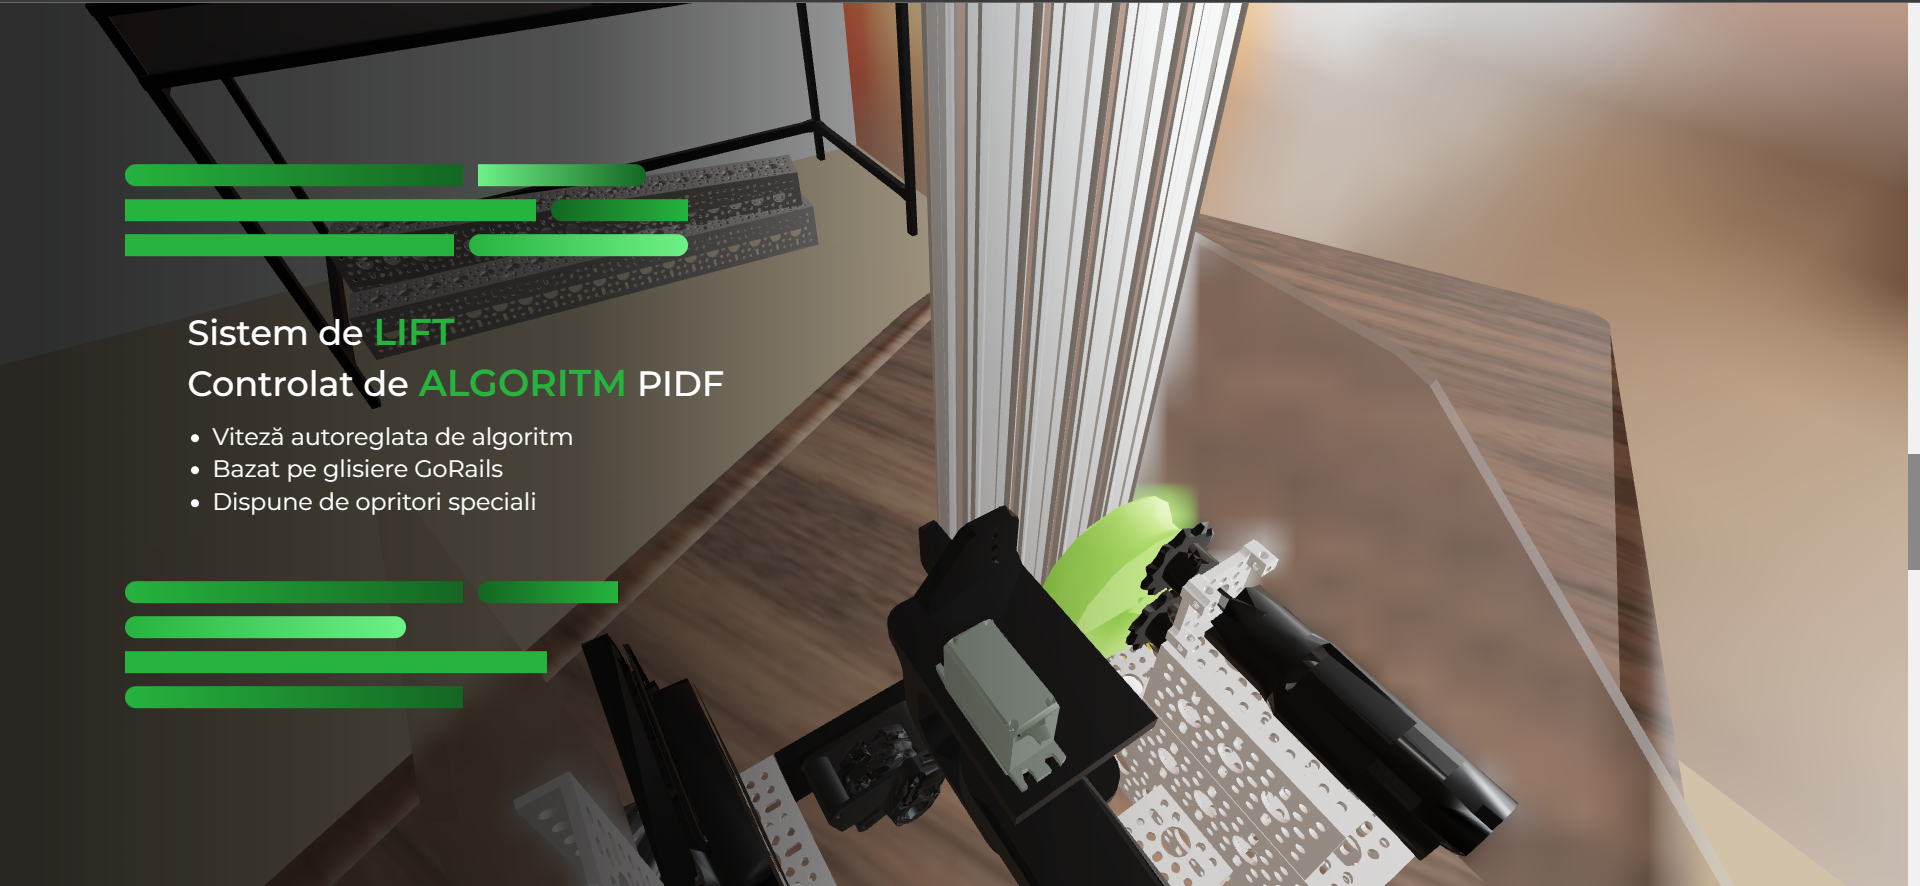 Sistem de LIFT
Controlat de ALGORITM PIDF
Viteză autoreglata de algoritm
Bazat pe glisiere GoRails
Dispune de opritori speciali